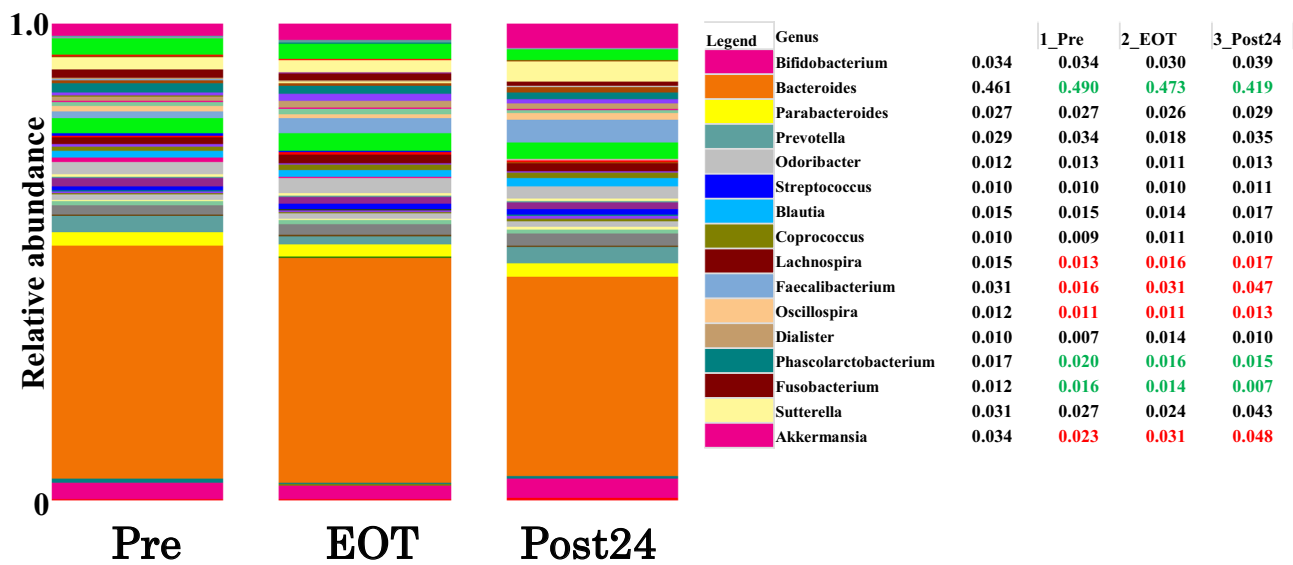 1.0
Relative abundance
0
Pre EOT Post24
Legend Genus 1_Pre 2_EOT 3_Post24
Bifidobacterium 0.034 0.034 0.030 0.039
Bacteroides 0.461 0.490 0.473 0.419
Parabacteroides 0.027 0.027 0.026 0.029
Prevotella 0.029 0.034 0.018 0.035
Odoribacter 0.012 0.013 0.011 0.013
Streptococcus 0.010 0.010 0.010 0.011
Blautia 0.015 0.015 0.014 0.017
Coprococcus 0.010 0.009 0.011 0.010
Lachnospira 0.015 0.013 0.016 0.017
Faecalibacterium 0.031 0.016 0.031 0.047
Oscillospira 0.012 0.011 0.011 0.013
Dialister 0.010 0.007 0.014 0.010
Phascolarctobacterium 0.017 0.020 0.016 0.015
Fusobacterium 0.012 0.016 0.014 0.007
Sutterella 0.031 0.027 0.024 0.043
Akkermansia 0.034 0.023 0.031 0.048